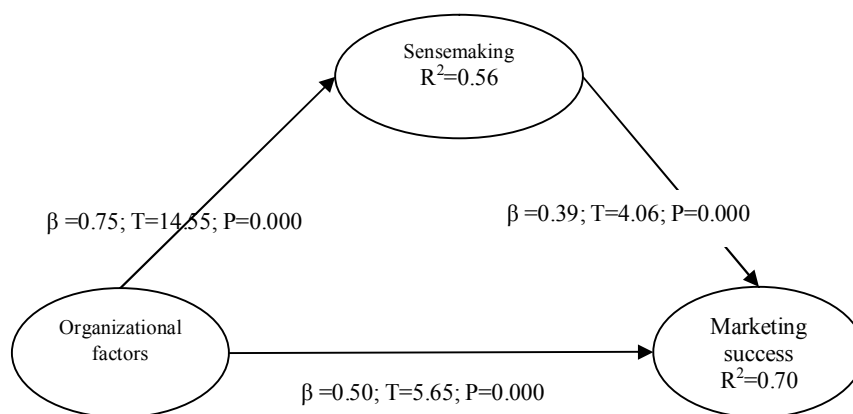 Sensemaking
R²=0.56
β =0.75; T=14.55; P=0.000
β =0.39; T=4.06; P=0.000
Organizational
factors
Marketing
success
R²=0.70
β =0.50; T=5.65; P=0.000